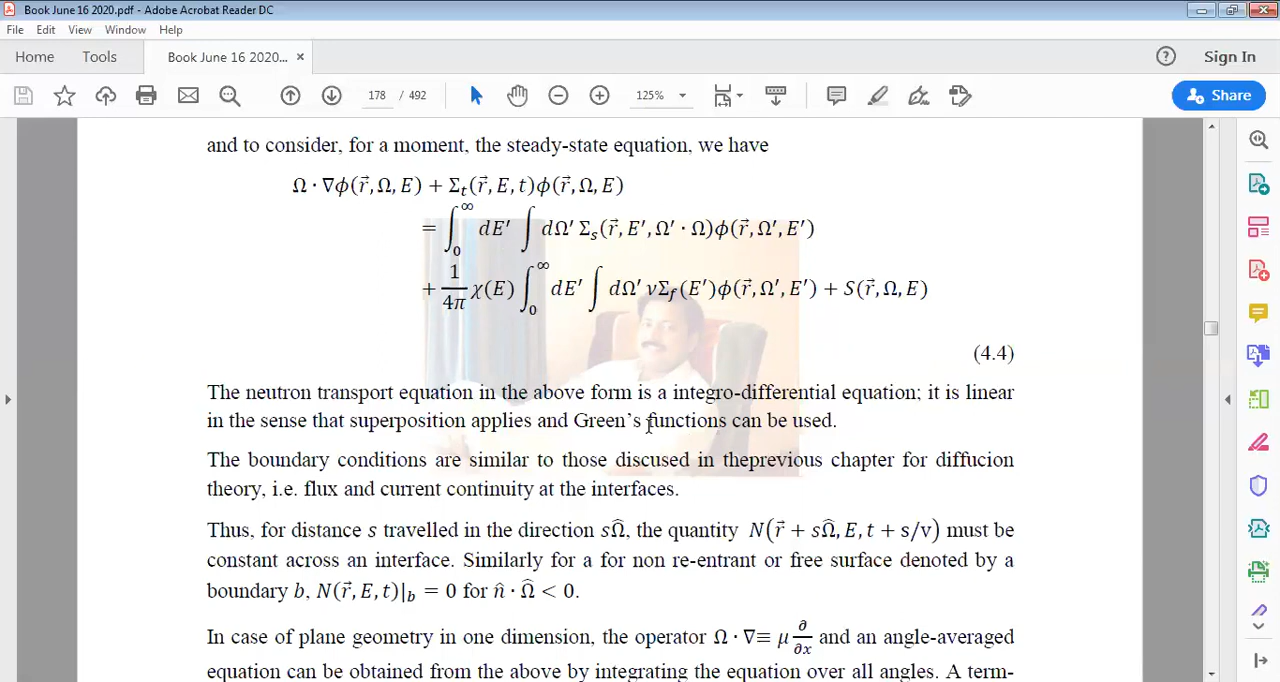 Book June 16 2020.pdf - Adobe Acrobat Reader DC
File Edit View Window Help
Home Tools Book June 16 2020... × Sign In
178 / 492 125% Share
and to consider, for a moment, the steady-state equation, we have
Ω · ∇ϕ(r⃗, Ω, E) + Σₜ(r⃗, E, t)ϕ(r⃗, Ω, E)
= ∫₀^∞ dE′ ∫ dΩ′ Σₛ(r⃗, E′, Ω′ · Ω)ϕ(r⃗, Ω′, E′)
+ 1/4π χ(E) ∫₀^∞ dE′ ∫ dΩ′ νΣ_f(E′)ϕ(r⃗, Ω′, E′) + S(r⃗, Ω, E)
(4.4)
The neutron transport equation in the above form is a integro-differential equation; it is linear
in the sense that superposition applies and Green's functions can be used.
The boundary conditions are similar to those discused in theprevious chapter for diffucion
theory, i.e. flux and current continuity at the interfaces.
Thus, for distance s travelled in the direction sΩ̂, the quantity N(r⃗ + sΩ̂, E, t + s/v) must be
constant across an interface. Similarly for a for non re-entrant or free surface denoted by a
boundary b, N(r⃗, E, t)|_b = 0 for n̂ · Ω̂ < 0.
In case of plane geometry in one dimension, the operator Ω · ∇≡ μ ∂/∂x and an angle-averaged
equation can be obtained from the above by integrating the equation over all angles. A term-